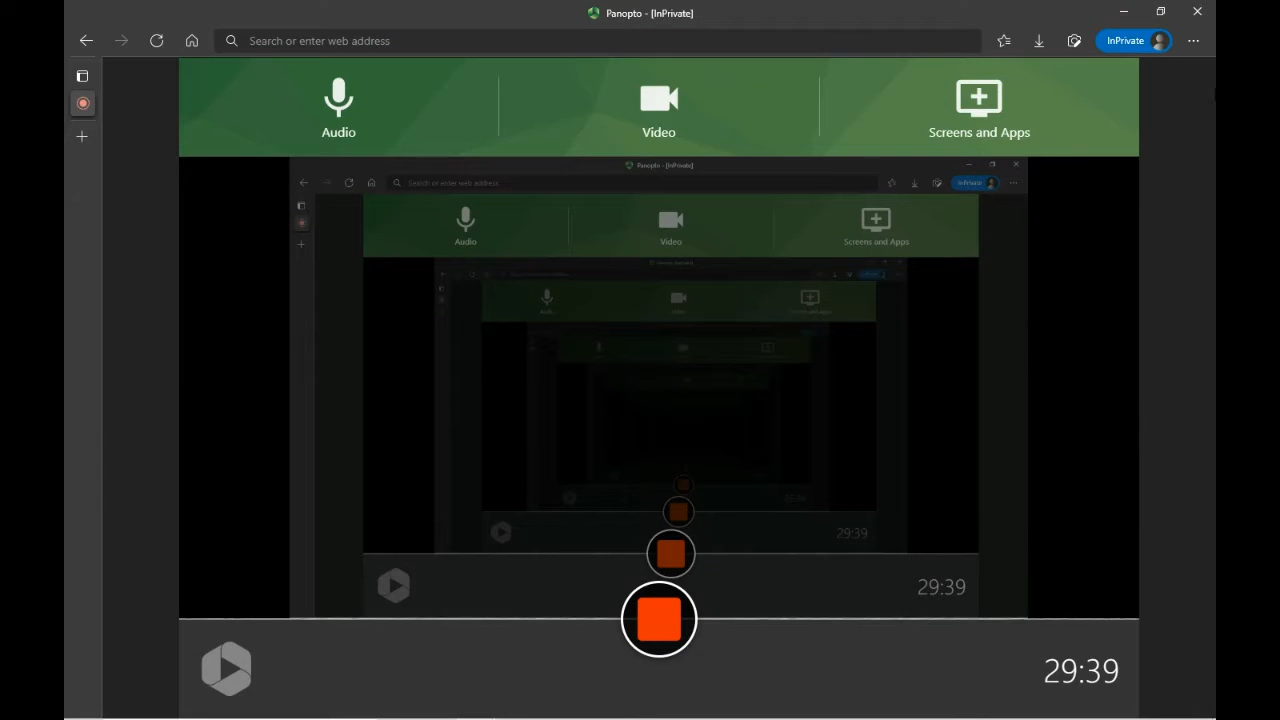 Panopto - [InPrivate]
Search or enter web address
InPrivate
Audio
Video
Screens and Apps
Panopto - [InPrivate]
Search or enter web address
InPrivate
Audio
Video
Screens and Apps
29:39
29:39
29:39